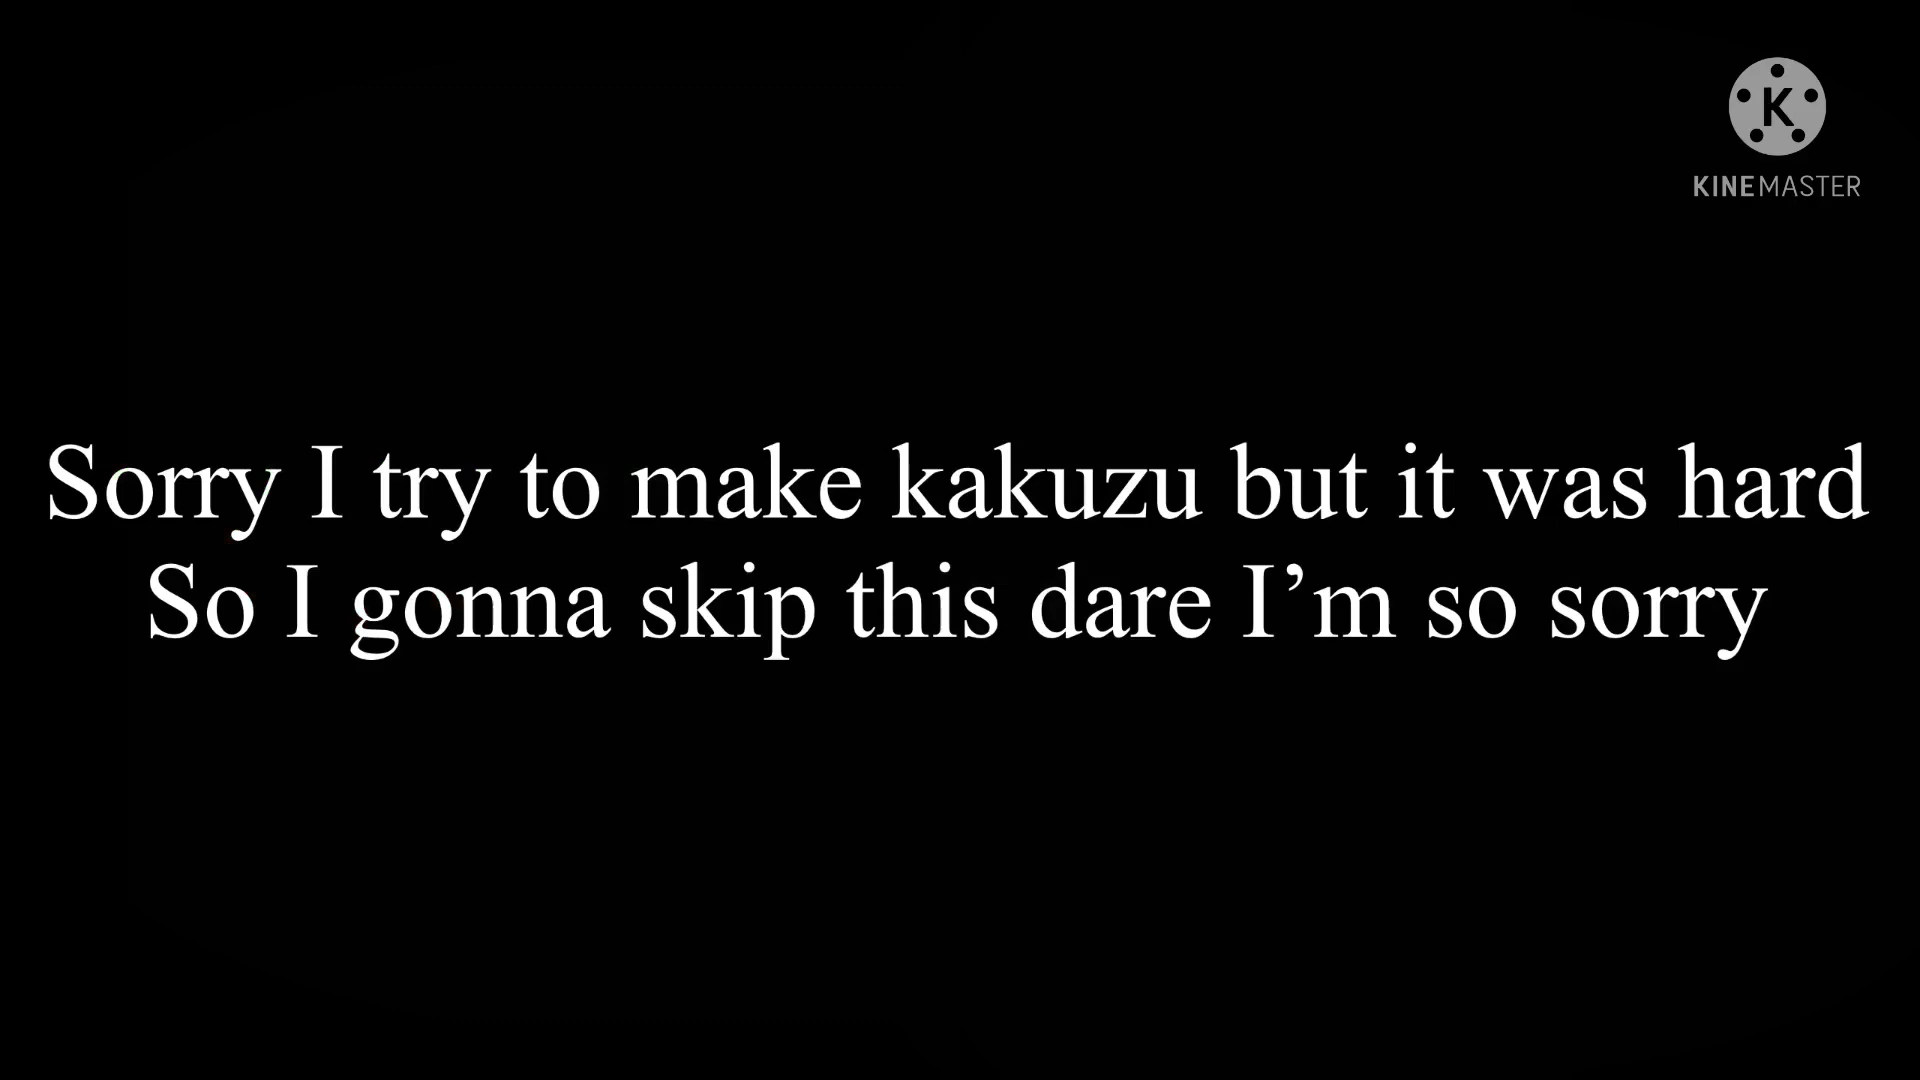 K
KINEMASTER
Sorry I try to make kakuzu but it was hard
So I gonna skip this dare I’m so sorry